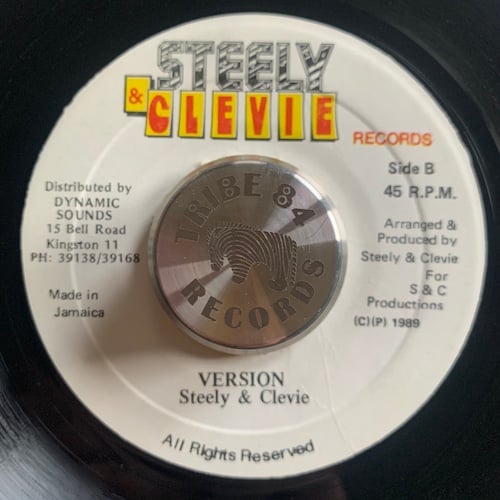 STEELY
& CLEVIE
RECORDS
Side B
45 R.P.M.
Distributed by
DYNAMIC
SOUNDS
15 Bell Road
Kingston 11
PH: 39138/39168
Made in
Jamaica
Arranged &
Produced by
Steely & Clevie
For
S & C
Productions
(C)(P) 1989
TRIBE 84
RECORDS
VERSION
Steely & Clevie
All Rights Reserved